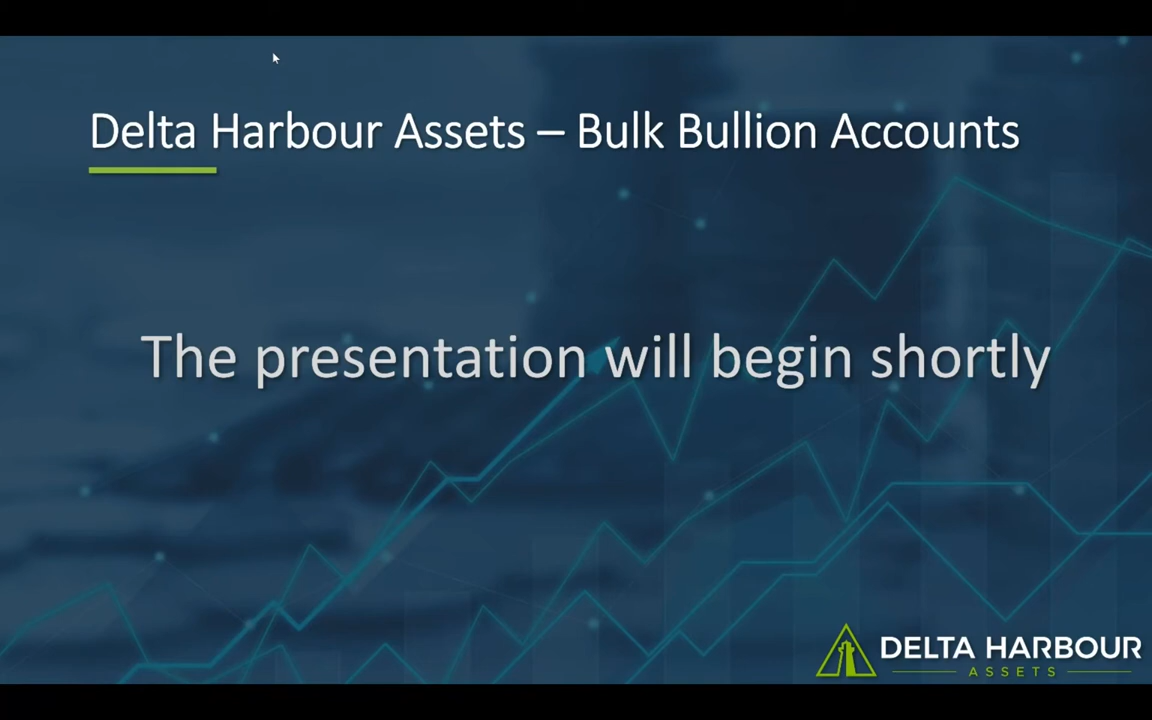 Delta Harbour Assets – Bulk Bullion Accounts
The presentation will begin shortly
DELTA HARBOUR
ASSETS